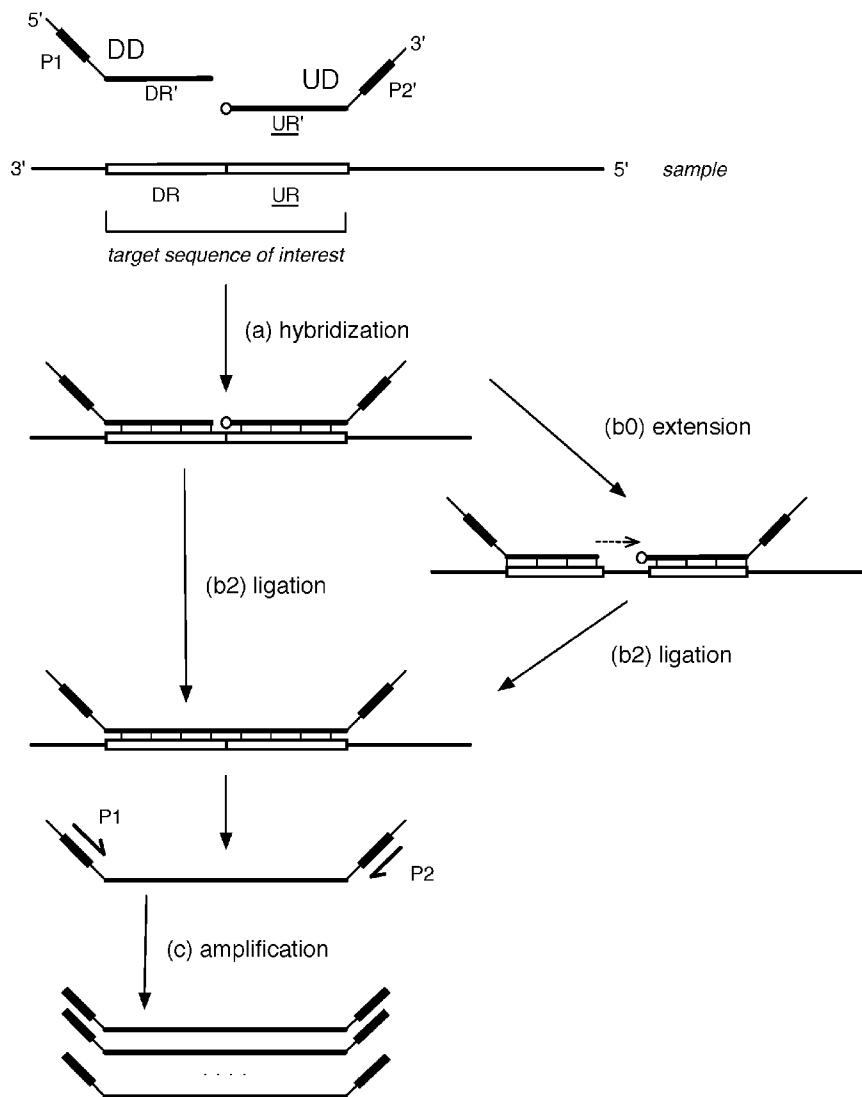 5'
DD
P1
DR'
3'
UD
P2'
UR'
3'
5'
sample
DR
UR
target sequence of interest
(a) hybridization
(b0) extension
(b2) ligation
(b2) ligation
P1
P2
(c) amplification
. . . .